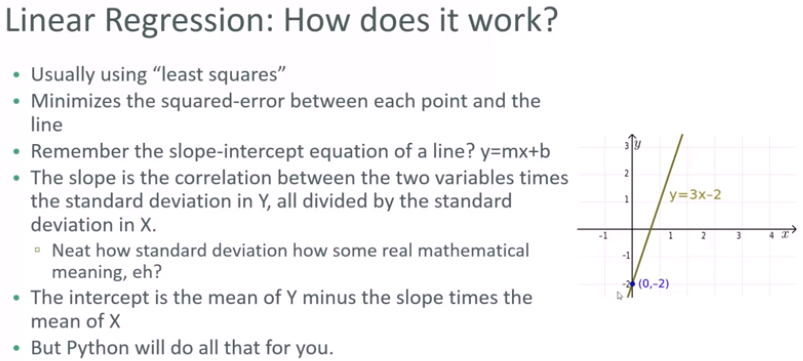 Linear Regression: How does it work?
• Usually using “least squares”
• Minimizes the squared-error between each point and the
line
• Remember the slope-intercept equation of a line? y=mx+b
• The slope is the correlation between the two variables times
the standard deviation in Y, all divided by the standard
deviation in X.
▫ Neat how standard deviation how some real mathematical
meaning, eh?
• The intercept is the mean of Y minus the slope times the
mean of X
• But Python will do all that for you.
y
3
2
1
y=3x-2
-1 1 2 3 4 x
-1
-2 (0,-2)